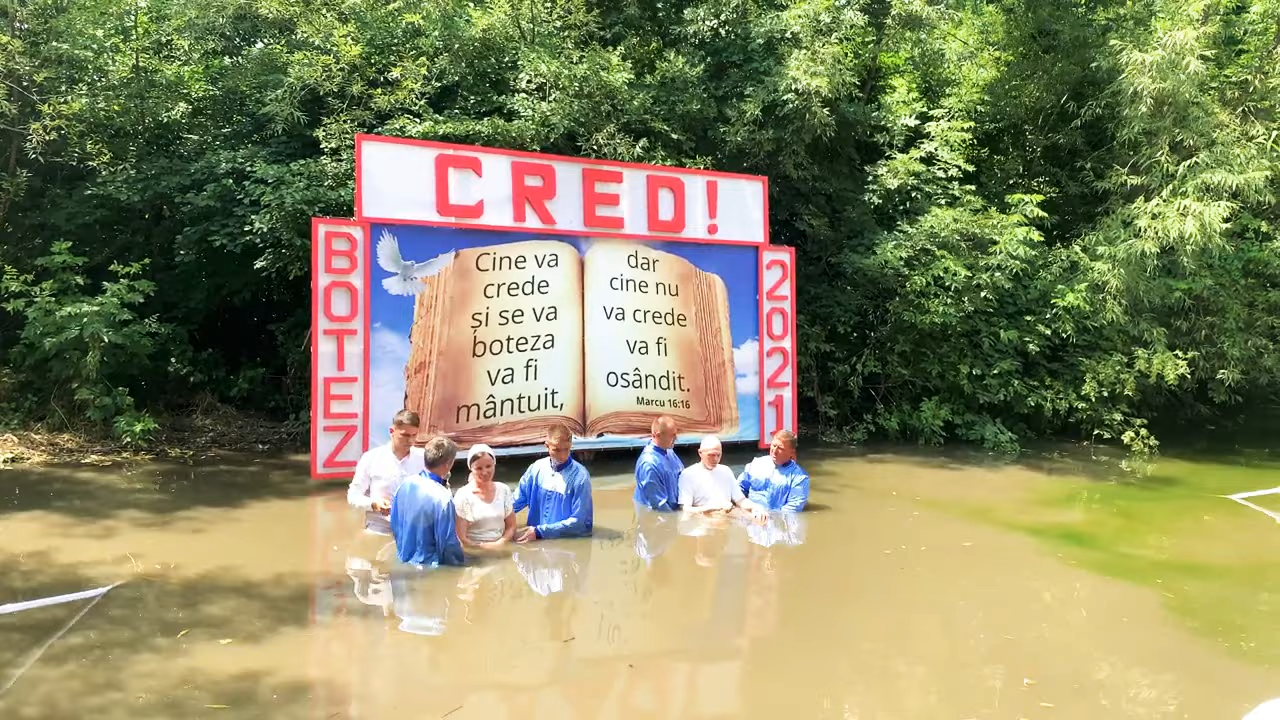 CRED!
BOTEZ
Cine va
crede
și se va
boteza
va fi
mântuit,
dar
cine nu
va crede
va fi
osândit.
Marcu 16:16
2021